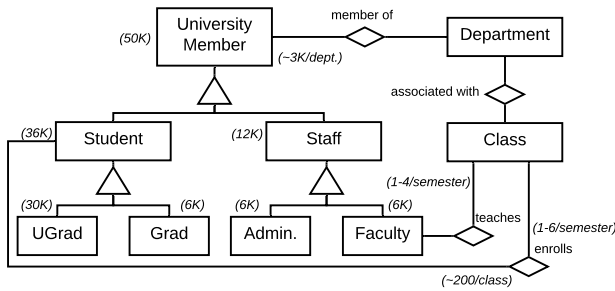 member of
University
Member
(50K)
Department
(~3K/dept.)
associated with
(36K)
Student
(12K)
Staff
Class
(1-4/semester)
(30K)
(6K)
(6K)
(6K)
UGrad
Grad
Admin.
Faculty
teaches
(1-6/semester)
enrolls
(~200/class)